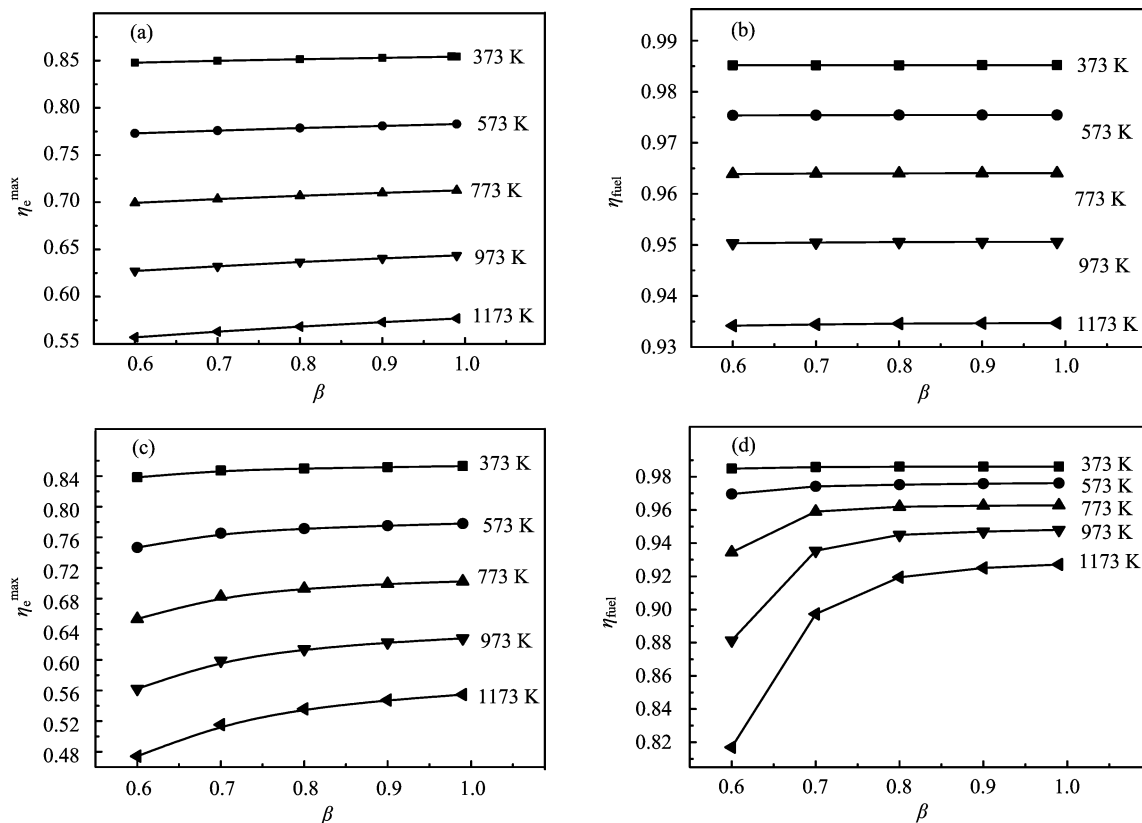 (a)
0.85
0.80
0.75
0.70
0.65
0.60
0.55
373 K
573 K
773 K
973 K
1173 K
0.6 0.7 0.8 0.9 1.0
β
η_e^max
(b)
0.99
0.98
0.97
0.96
0.95
0.94
0.93
373 K
573 K
773 K
973 K
1173 K
0.6 0.7 0.8 0.9 1.0
β
η_fuel
(c)
0.84
0.80
0.76
0.72
0.68
0.64
0.60
0.56
0.52
0.48
373 K
573 K
773 K
973 K
1173 K
0.6 0.7 0.8 0.9 1.0
β
η_e^max
(d)
0.98
0.96
0.94
0.92
0.90
0.88
0.86
0.84
0.82
373 K
573 K
773 K
973 K
1173 K
0.6 0.7 0.8 0.9 1.0
β
η_fuel